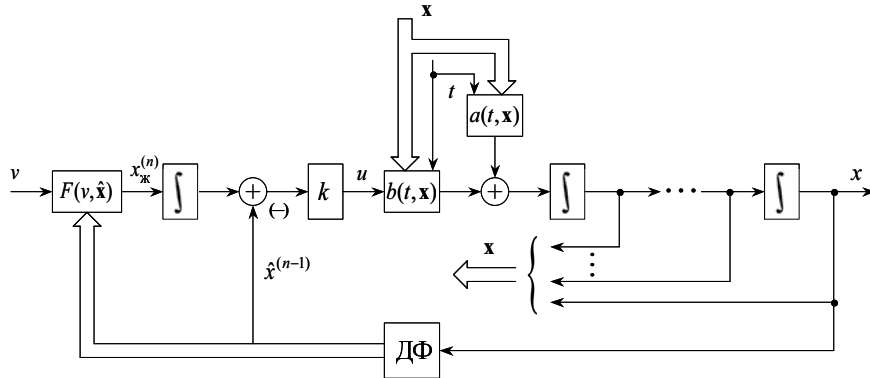 x
t
a(t,x)
v
F(v,x̂)
x_ж^(n)
∫
+
(–)
k
u
b(t,x)
+
∫
∫
x
x̂^(n–1)
x
ДФ